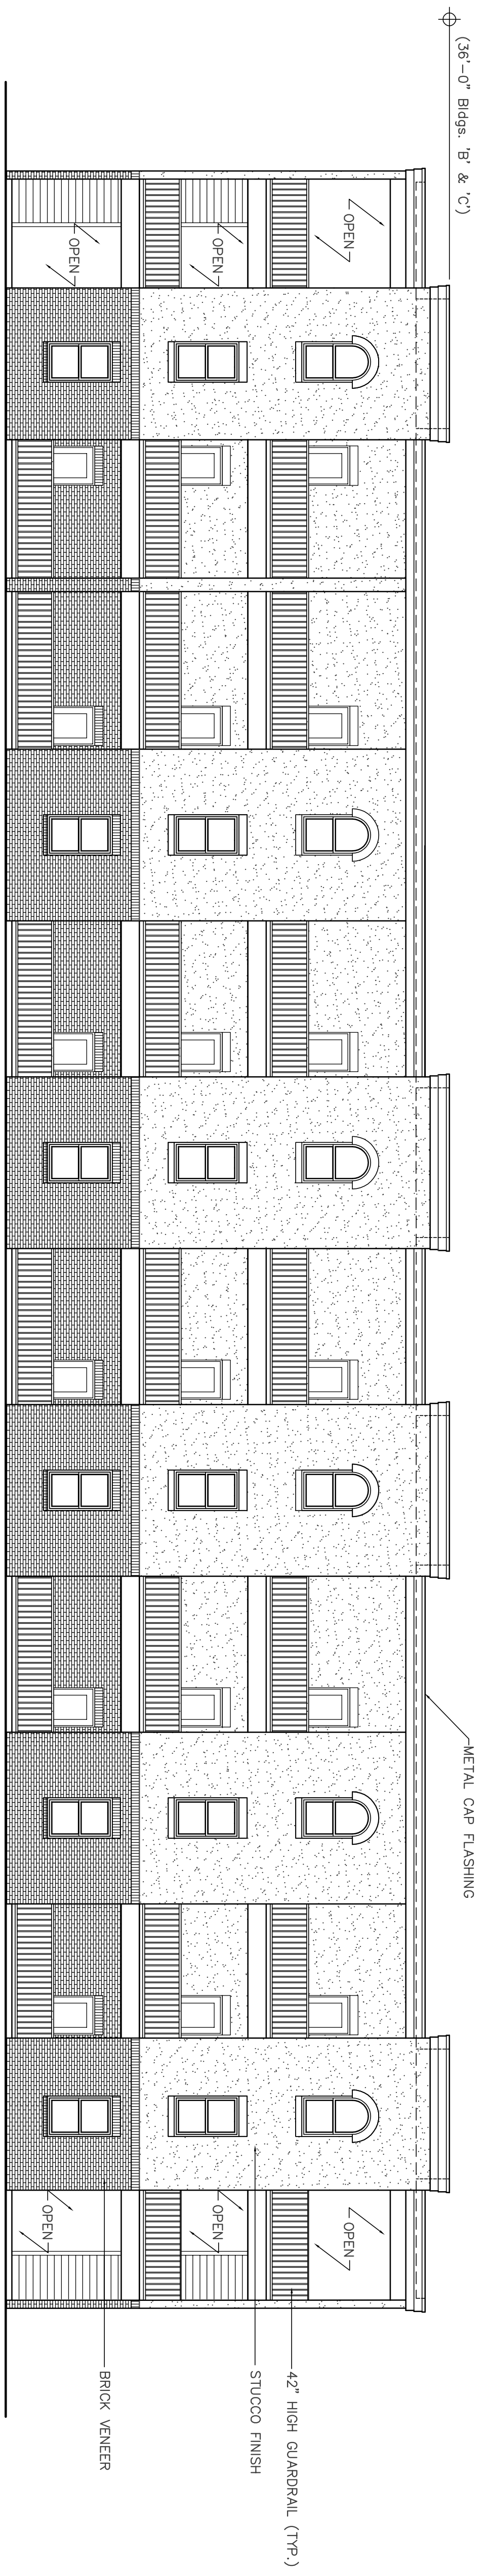 (36'-0" Bldgs. 'B' & 'C')
METAL CAP FLASHING
OPEN
OPEN
OPEN
OPEN
OPEN
OPEN
42" HIGH GUARDRAIL (TYP.)
STUCCO FINISH
BRICK VENEER